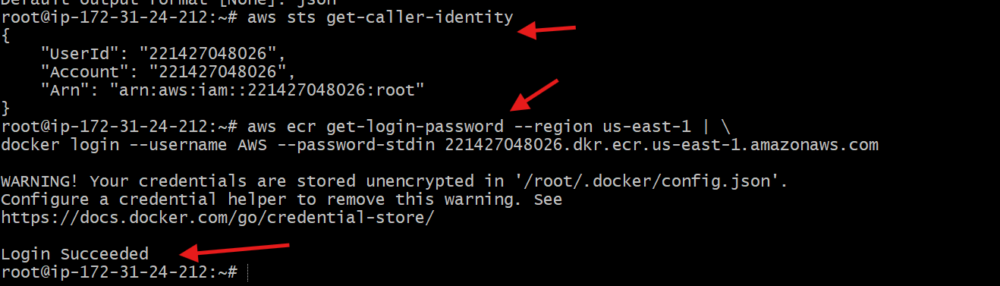 Default output format [None]: json
root@ip-172-31-24-212:~# aws sts get-caller-identity
{
    "UserId": "221427048026",
    "Account": "221427048026",
    "Arn": "arn:aws:iam::221427048026:root"
}
root@ip-172-31-24-212:~# aws ecr get-login-password --region us-east-1 | \
docker login --username AWS --password-stdin 221427048026.dkr.ecr.us-east-1.amazonaws.com
WARNING! Your credentials are stored unencrypted in '/root/.docker/config.json'.
Configure a credential helper to remove this warning. See
https://docs.docker.com/go/credential-store/
Login Succeeded
root@ip-172-31-24-212:~#